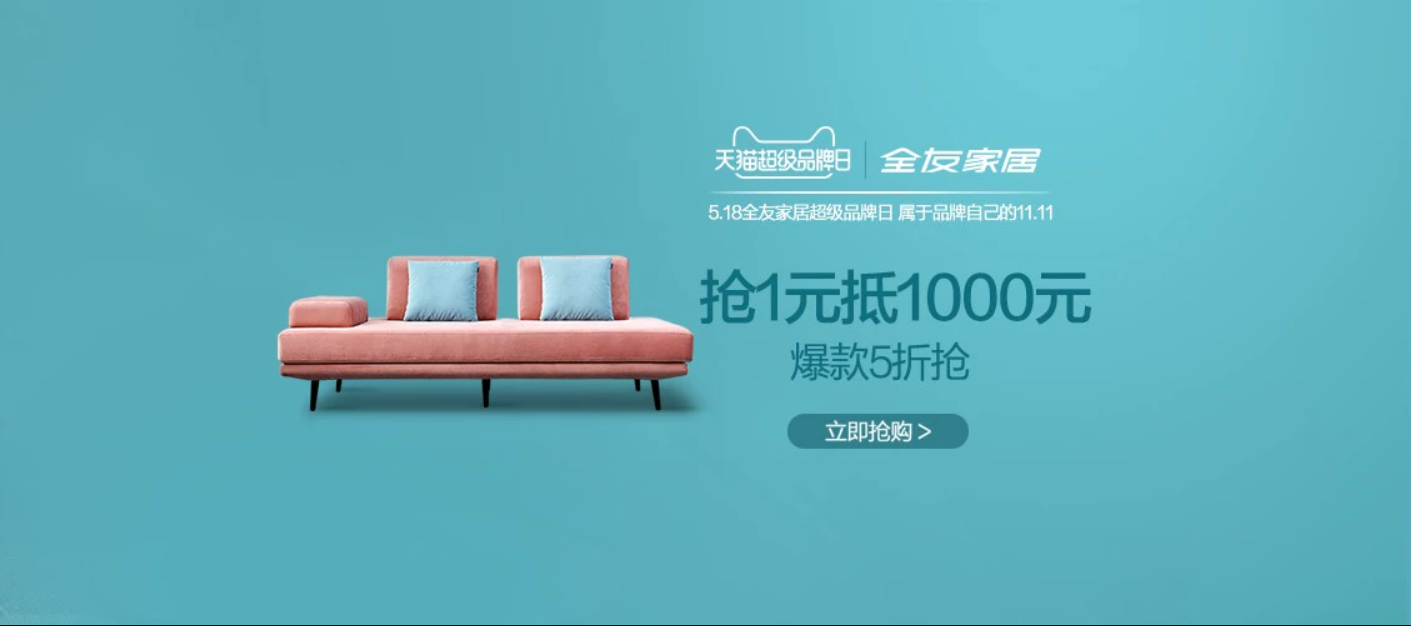 天猫超级品牌日 全友家居
5.18全友家居超级品牌日 属于品牌自己的11.11
抢1元抵1000元
爆款5折抢
立即抢购 >